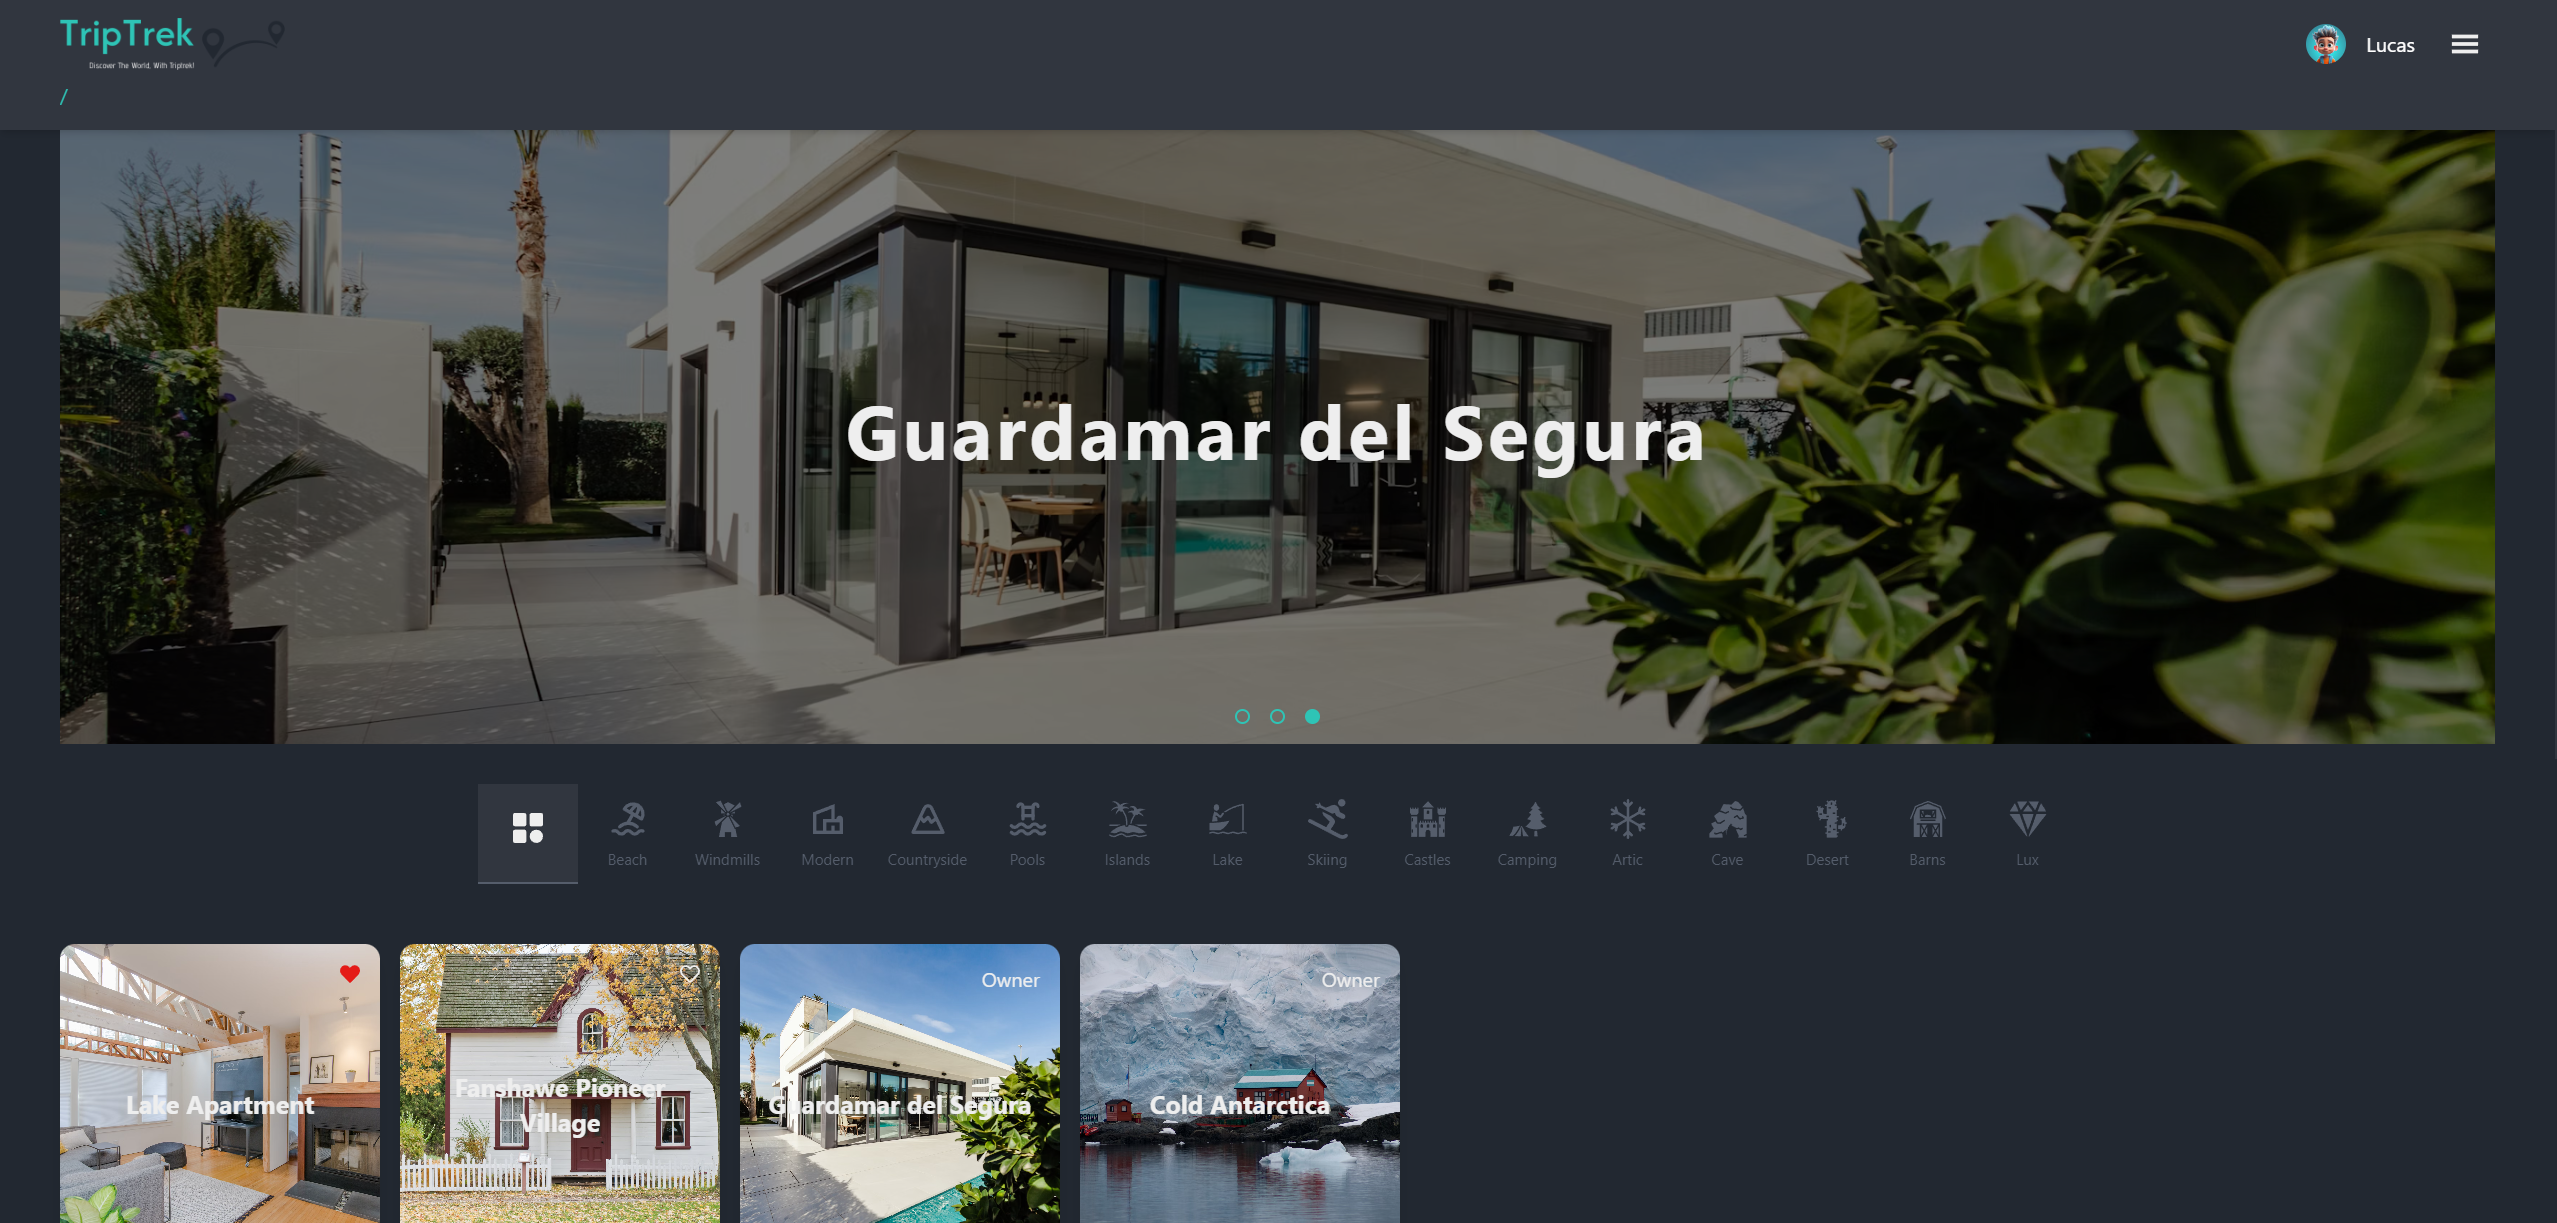 TripTrek
Discover The World, With Triptrek!
Lucas
/
Guardamar del Segura
Beach
Windmills
Modern
Countryside
Pools
Islands
Lake
Skiing
Castles
Camping
Artic
Cave
Desert
Barns
Lux
Lake Apartment
Fanshawe Pioneer
Village
Owner
Guardamar del Segura
Owner
Cold Antarctica